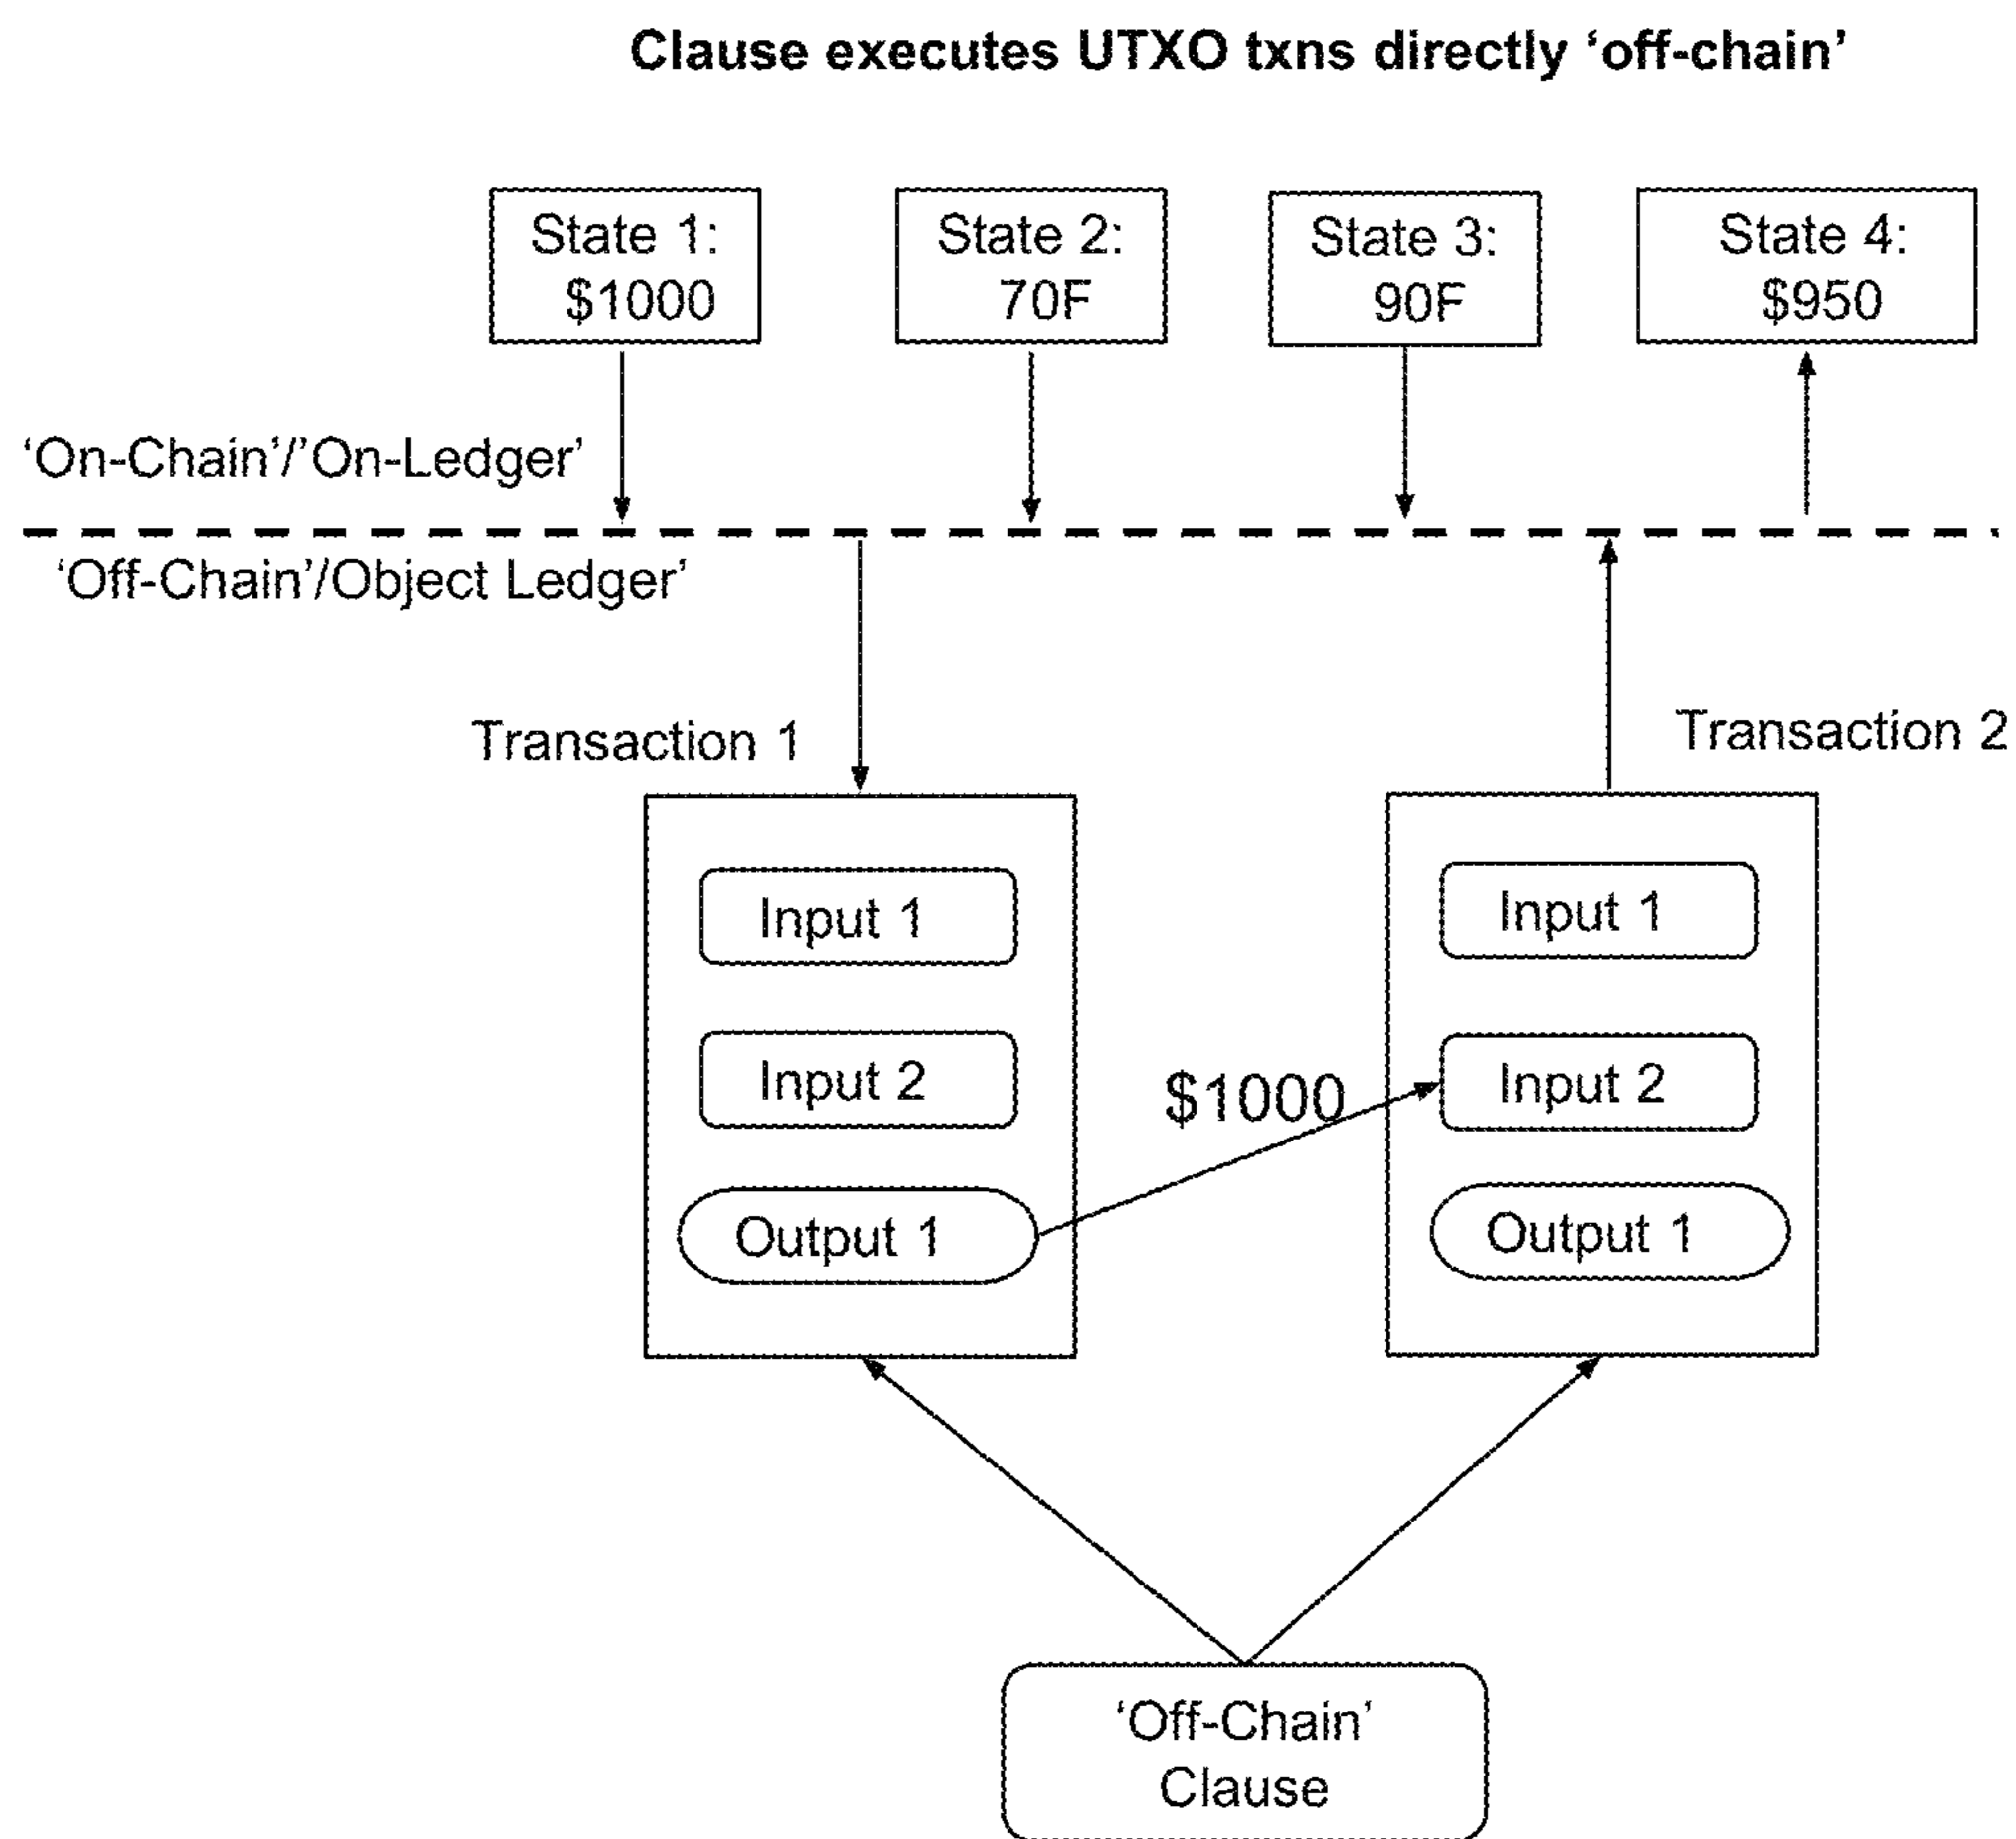 Clause executes UTXO txns directly ‘off-chain’
State 1:
$1000
State 2:
70F
State 3:
90F
State 4:
$950
‘On-Chain’/’On-Ledger’
‘Off-Chain’/Object Ledger’
Transaction 1
Transaction 2
Input 1
Input 2
Output 1
$1000
Input 1
Input 2
Output 1
‘Off-Chain’
Clause